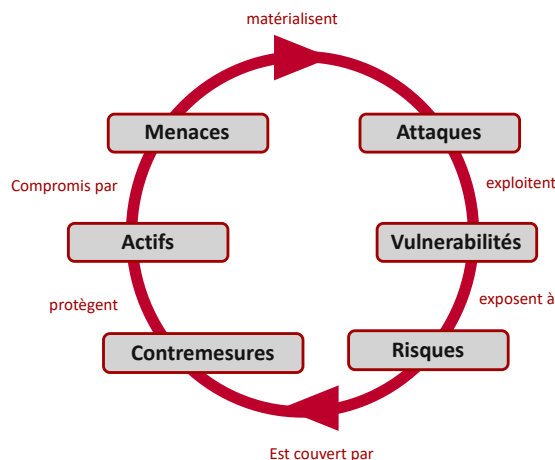 matérialisent
Menaces
Attaques
Compromis par
exploitent
Actifs
Vulnerabilités
protègent
exposent à
Contremesures
Risques
Est couvert par